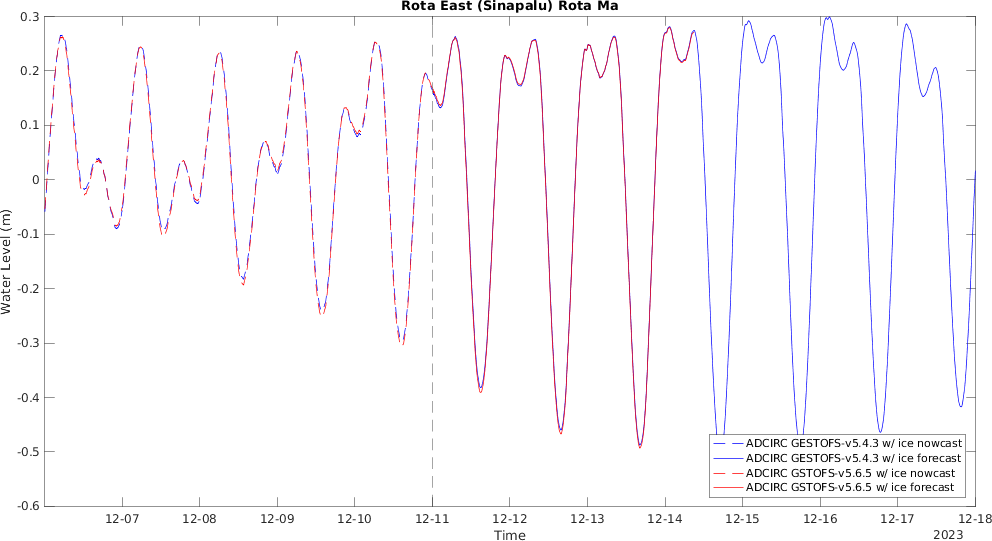 Rota East (Sinapalu) Rota Ma
0.3
0.2
0.1
0
-0.1
-0.2
-0.3
-0.4
-0.5
-0.6
Water Level (m)
ADCIRC GESTOFS-v5.4.3 w/ ice nowcast
ADCIRC GESTOFS-v5.4.3 w/ ice forecast
ADCIRC GSTOFS-v5.6.5 w/ ice nowcast
ADCIRC GSTOFS-v5.6.5 w/ ice forecast
12-07 12-08 12-09 12-10 12-11 12-12 12-13 12-14 12-15 12-16 12-17 12-18
Time
2023